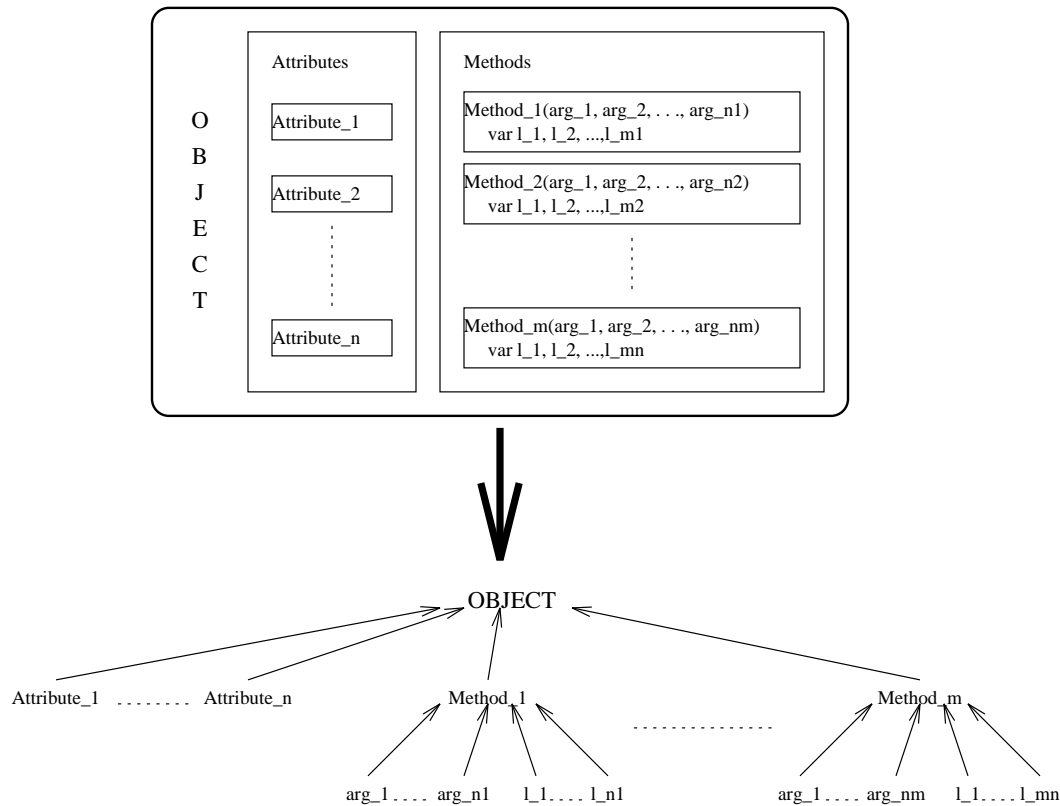 O
B
J
E
C
T
Attributes
Attribute_1
Attribute_2
Attribute_n
Methods
Method_1(arg_1, arg_2, . . ., arg_n1)
var l_1, l_2, ...,l_m1
Method_2(arg_1, arg_2, . . ., arg_n2)
var l_1, l_2, ...,l_m2
Method_m(arg_1, arg_2, . . ., arg_nm)
var l_1, l_2, ...,l_mn
OBJECT
Attribute_1 ........ Attribute_n Method_1 ............... Method_m
arg_1 ..... arg_n1 l_1..... l_n1 arg_1 ..... arg_nm l_1..... l_mn